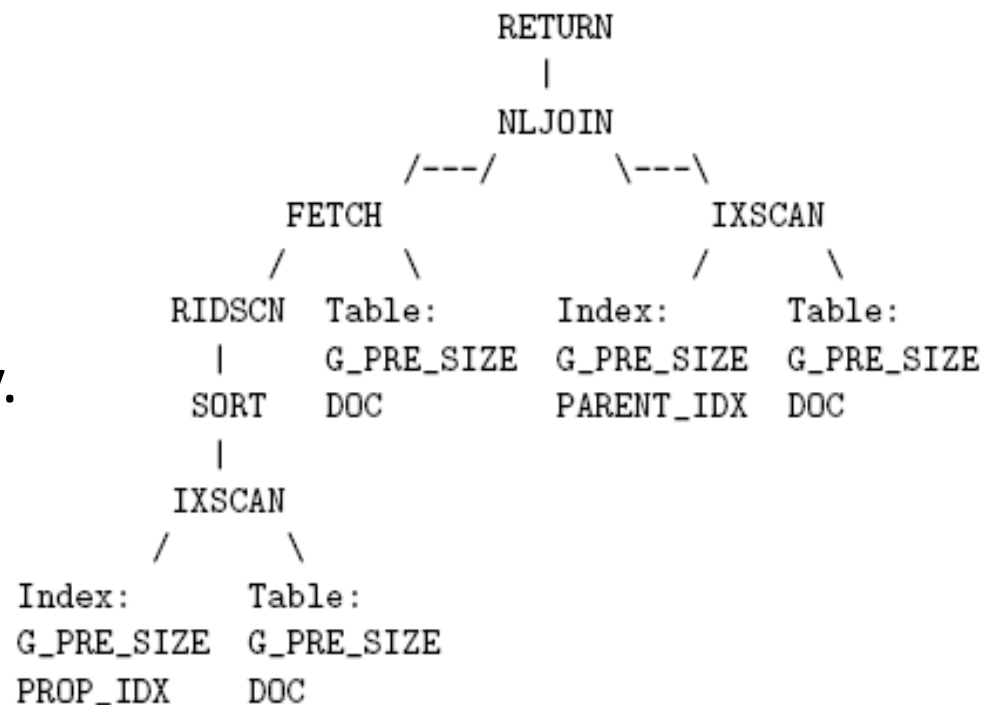 RETURN
|
NLJOIN
/---/ \---\
FETCH IXSCAN
/ \ / \
RIDSCN Table: Index: Table:
| G_PRE_SIZE G_PRE_SIZE G_PRE_SIZE
y.
SORT DOC PARENT_IDX DOC
|
IXSCAN
/ \
Index: Table:
G_PRE_SIZE G_PRE_SIZE
PROP_IDX DOC